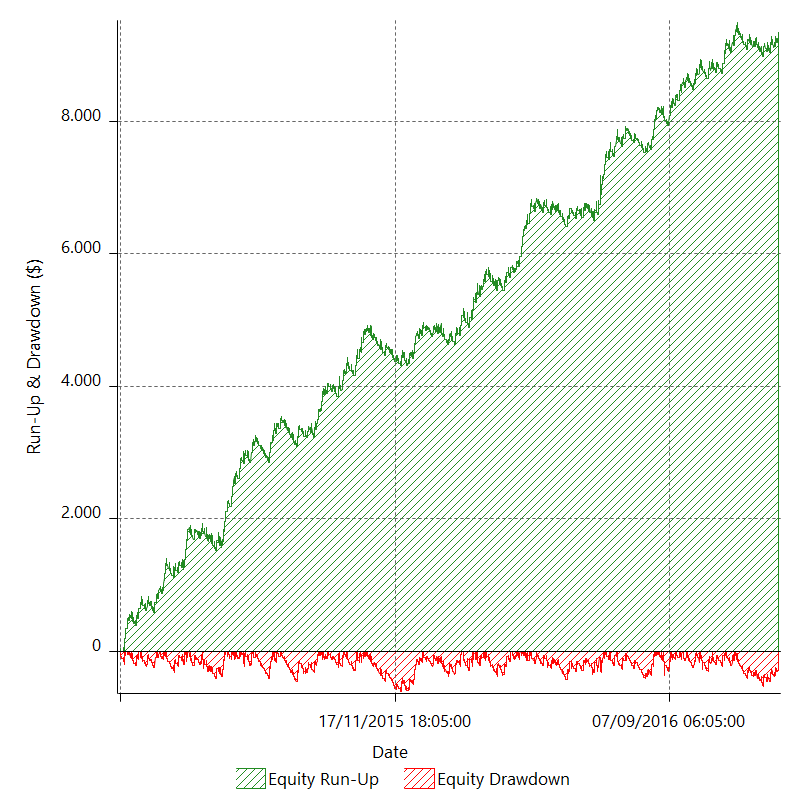 8.000
6.000
4.000
2.000
0
Run-Up & Drawdown ($)
17/11/2015 18:05:00
07/09/2016 06:05:00
Date
Equity Run-Up
Equity Drawdown